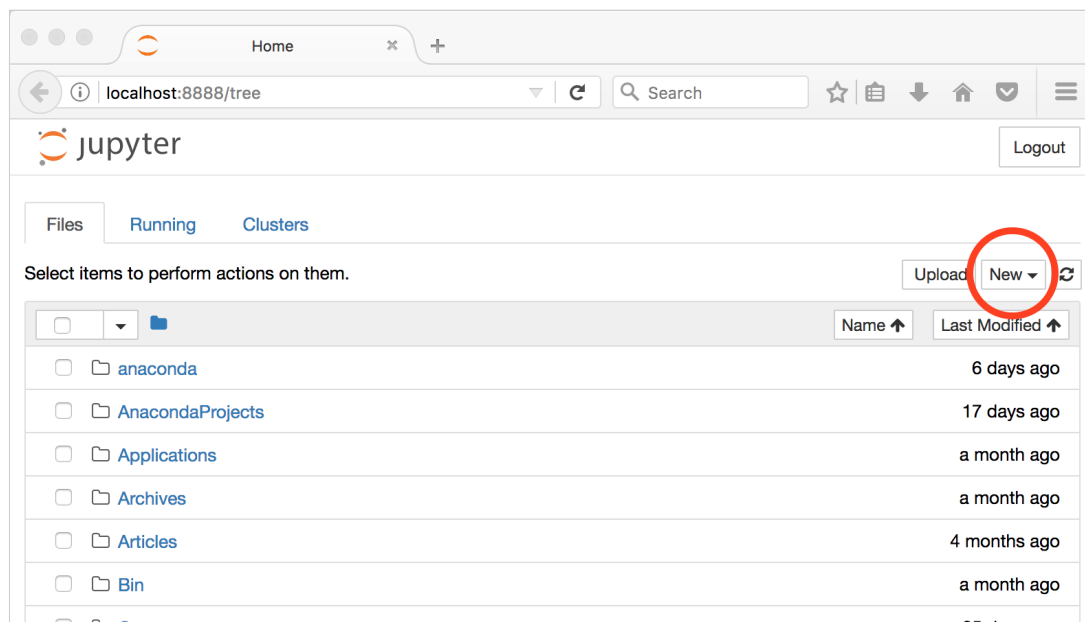 Home
localhost:8888/tree
Search
jupyter
Logout
Files Running Clusters
Select items to perform actions on them.
Upload New
Name Last Modified
anaconda 6 days ago
AnacondaProjects 17 days ago
Applications a month ago
Archives a month ago
Articles 4 months ago
Bin a month ago